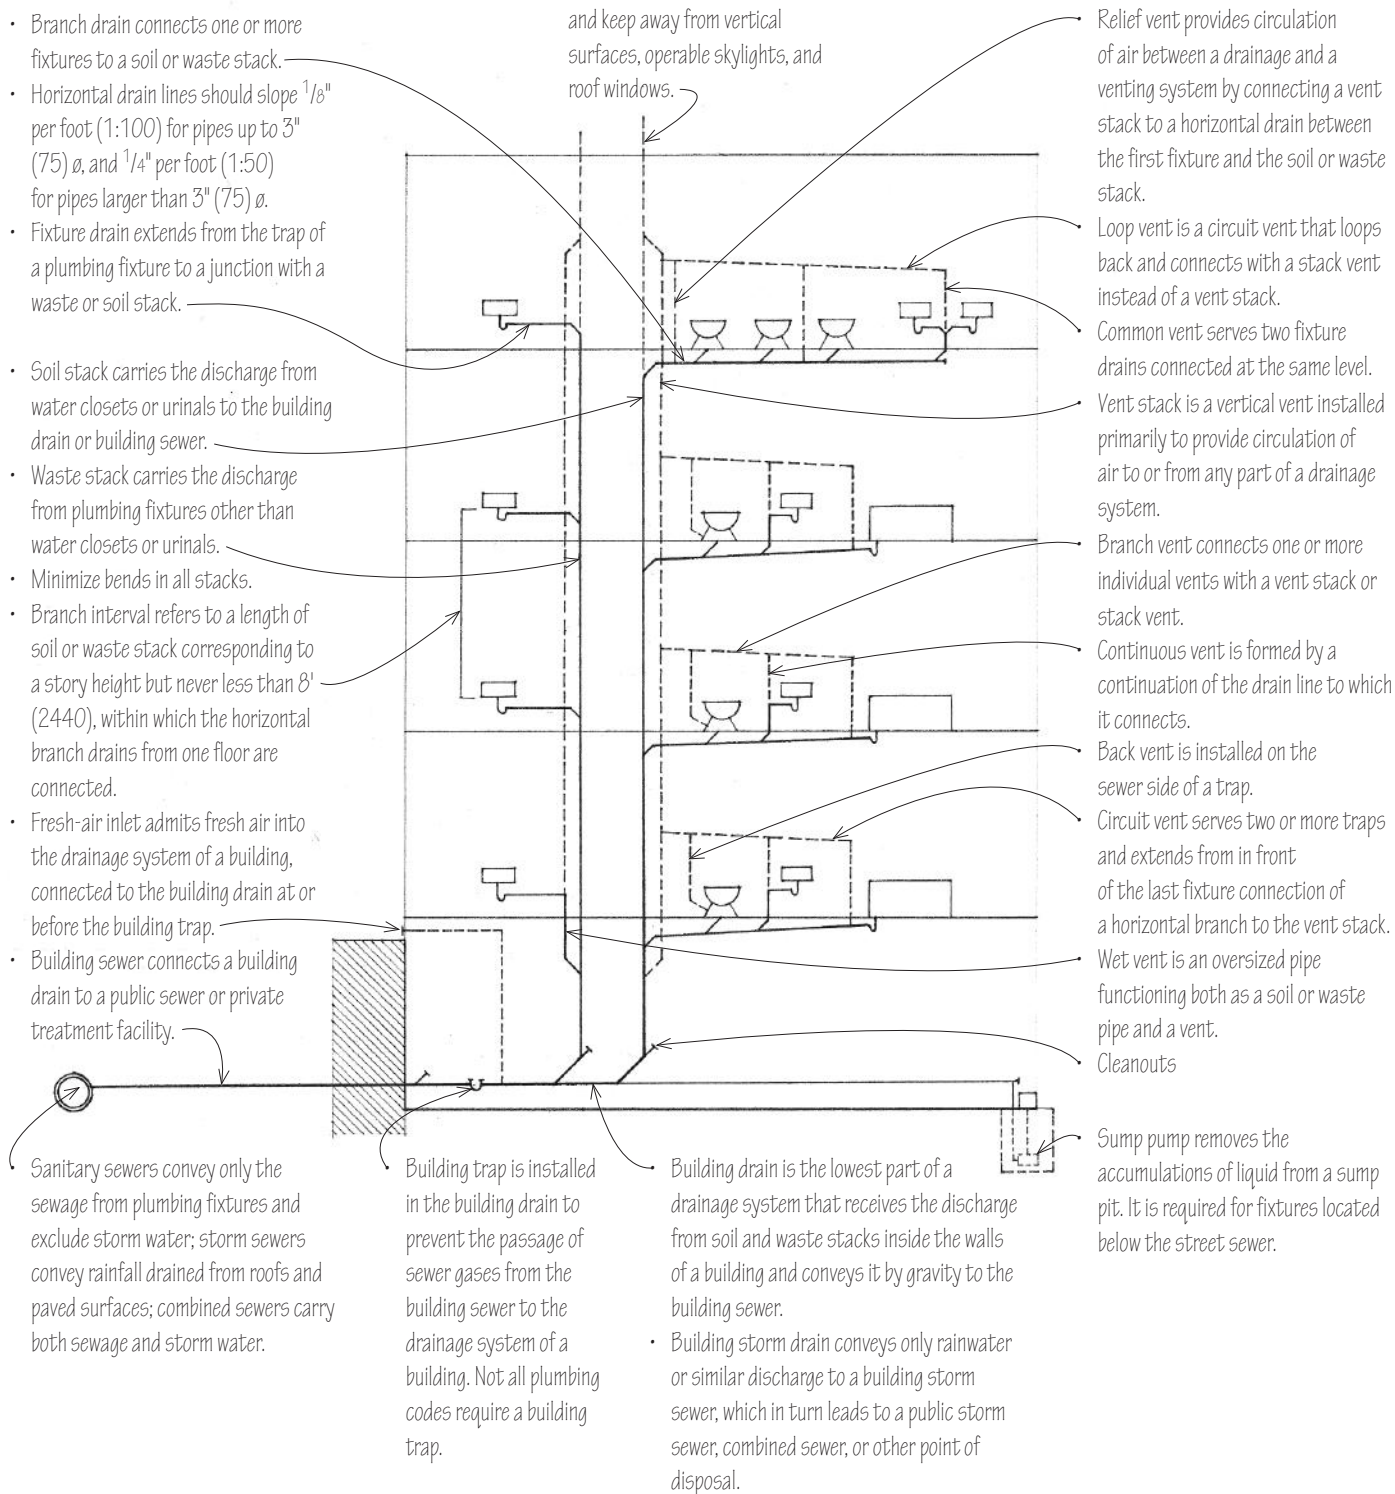 • Branch drain connects one or more
fixtures to a soil or waste stack.
• Horizontal drain lines should slope 1/8"
per foot (1:100) for pipes up to 3"
(75) ø, and 1/4" per foot (1:50)
for pipes larger than 3" (75) ø.
• Fixture drain extends from the trap of
a plumbing fixture to a junction with a
waste or soil stack.
• Soil stack carries the discharge from
water closets or urinals to the building
drain or building sewer.
• Waste stack carries the discharge
from plumbing fixtures other than
water closets or urinals.
• Minimize bends in all stacks.
• Branch interval refers to a length of
soil or waste stack corresponding to
a story height but never less than 8'
(2440), within which the horizontal
branch drains from one floor are
connected.
• Fresh-air inlet admits fresh air into
the drainage system of a building,
connected to the building drain at or
before the building trap.
• Building sewer connects a building
drain to a public sewer or private
treatment facility.
• Sanitary sewers convey only the
sewage from plumbing fixtures and
exclude storm water; storm sewers
convey rainfall drained from roofs and
paved surfaces; combined sewers carry
both sewage and storm water.
and keep away from vertical
surfaces, operable skylights, and
roof windows.
• Building trap is installed
in the building drain to
prevent the passage of
sewer gases from the
building sewer to the
drainage system of a
building. Not all plumbing
codes require a building
trap.
• Building drain is the lowest part of a
drainage system that receives the discharge
from soil and waste stacks inside the walls
of a building and conveys it by gravity to the
building sewer.
• Building storm drain conveys only rainwater
or similar discharge to a building storm
sewer, which in turn leads to a public storm
sewer, combined sewer, or other point of
disposal.
• Relief vent provides circulation
of air between a drainage and a
venting system by connecting a vent
stack to a horizontal drain between
the first fixture and the soil or waste
stack.
• Loop vent is a circuit vent that loops
back and connects with a stack vent
instead of a vent stack.
• Common vent serves two fixture
drains connected at the same level.
• Vent stack is a vertical vent installed
primarily to provide circulation of
air to or from any part of a drainage
system.
• Branch vent connects one or more
individual vents with a vent stack or
stack vent.
• Continuous vent is formed by a
continuation of the drain line to which
it connects.
• Back vent is installed on the
sewer side of a trap.
• Circuit vent serves two or more traps
and extends from in front
of the last fixture connection of
a horizontal branch to the vent stack.
• Wet vent is an oversized pipe
functioning both as a soil or waste
pipe and a vent.
• Cleanouts
• Sump pump removes the
accumulations of liquid from a sump
pit. It is required for fixtures located
below the street sewer.